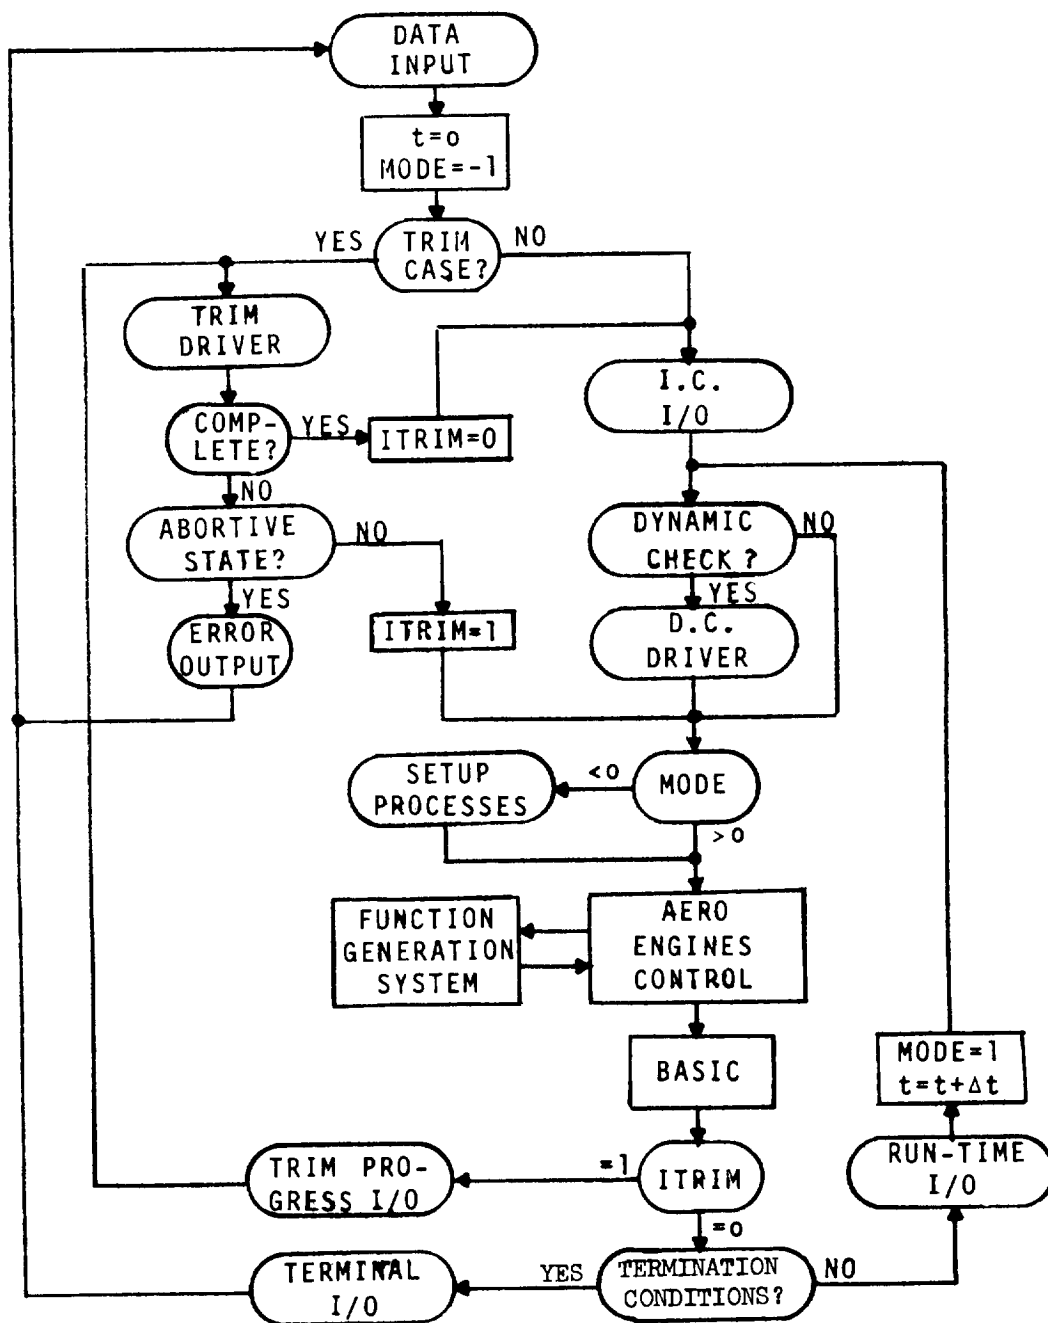 DATA
INPUT
t=o
MODE=-1
YES
TRIM
CASE?
NO
TRIM
DRIVER
I.C.
I/O
COMP-
LETE?
YES
ITRIM=0
NO
ABORTIVE
STATE?
NO
DYNAMIC
CHECK?
NO
YES
YES
ERROR
OUTPUT
ITRIM=1
D.C.
DRIVER
SETUP
PROCESSES
<o
MODE
>o
FUNCTION
GENERATION
SYSTEM
AERO
ENGINES
CONTROL
BASIC
MODE=1
t=t+Δt
TRIM PRO-
GRESS I/O
=1
ITRIM
RUN-TIME
I/O
=o
TERMINAL
I/O
YES
TERMINATION
CONDITIONS?
NO